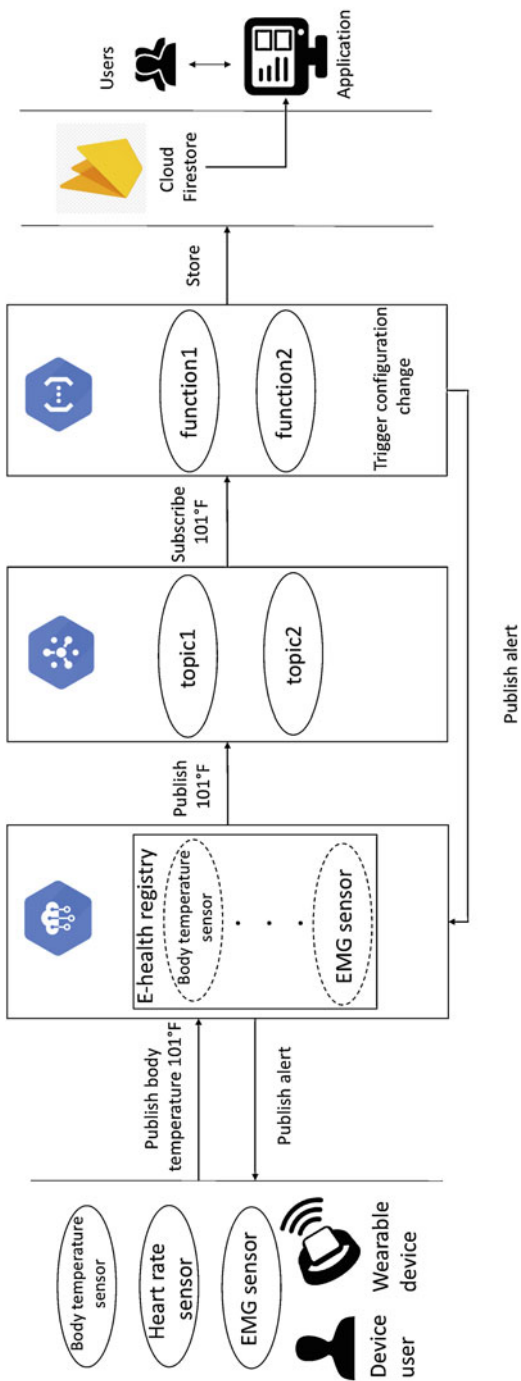 Body temperature
sensor
Heart rate
sensor
EMG sensor
Device
user
Wearable
device
Publish body
temperature 101°F
Publish alert
E-health registry
Body temperature
sensor
EMG sensor
Publish
101°F
topic1
topic2
Subscribe
101°F
function1
function2
Trigger configuration
change
Publish alert
Store
Cloud
Firestore
Users
Application